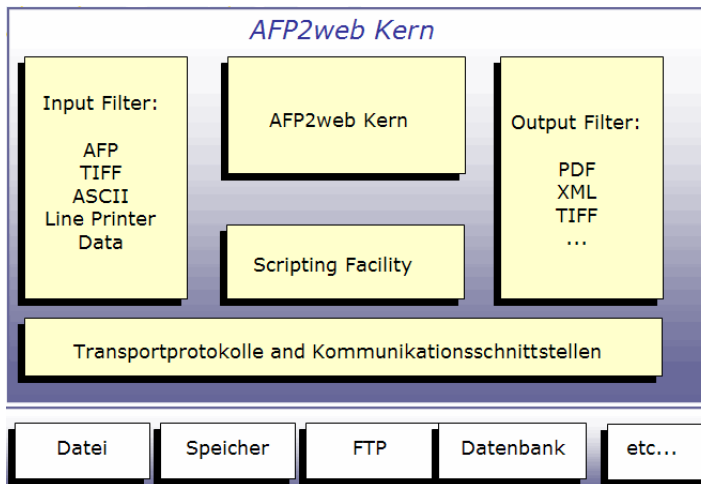 AFP2web Kern
Input Filter:
AFP
TIFF
ASCII
Line Printer
Data
AFP2web Kern
Scripting Facility
Output Filter:
PDF
XML
TIFF
...
Transportprotokolle and Kommunikationsschnittstellen
Datei
Speicher
FTP
Datenbank
etc...